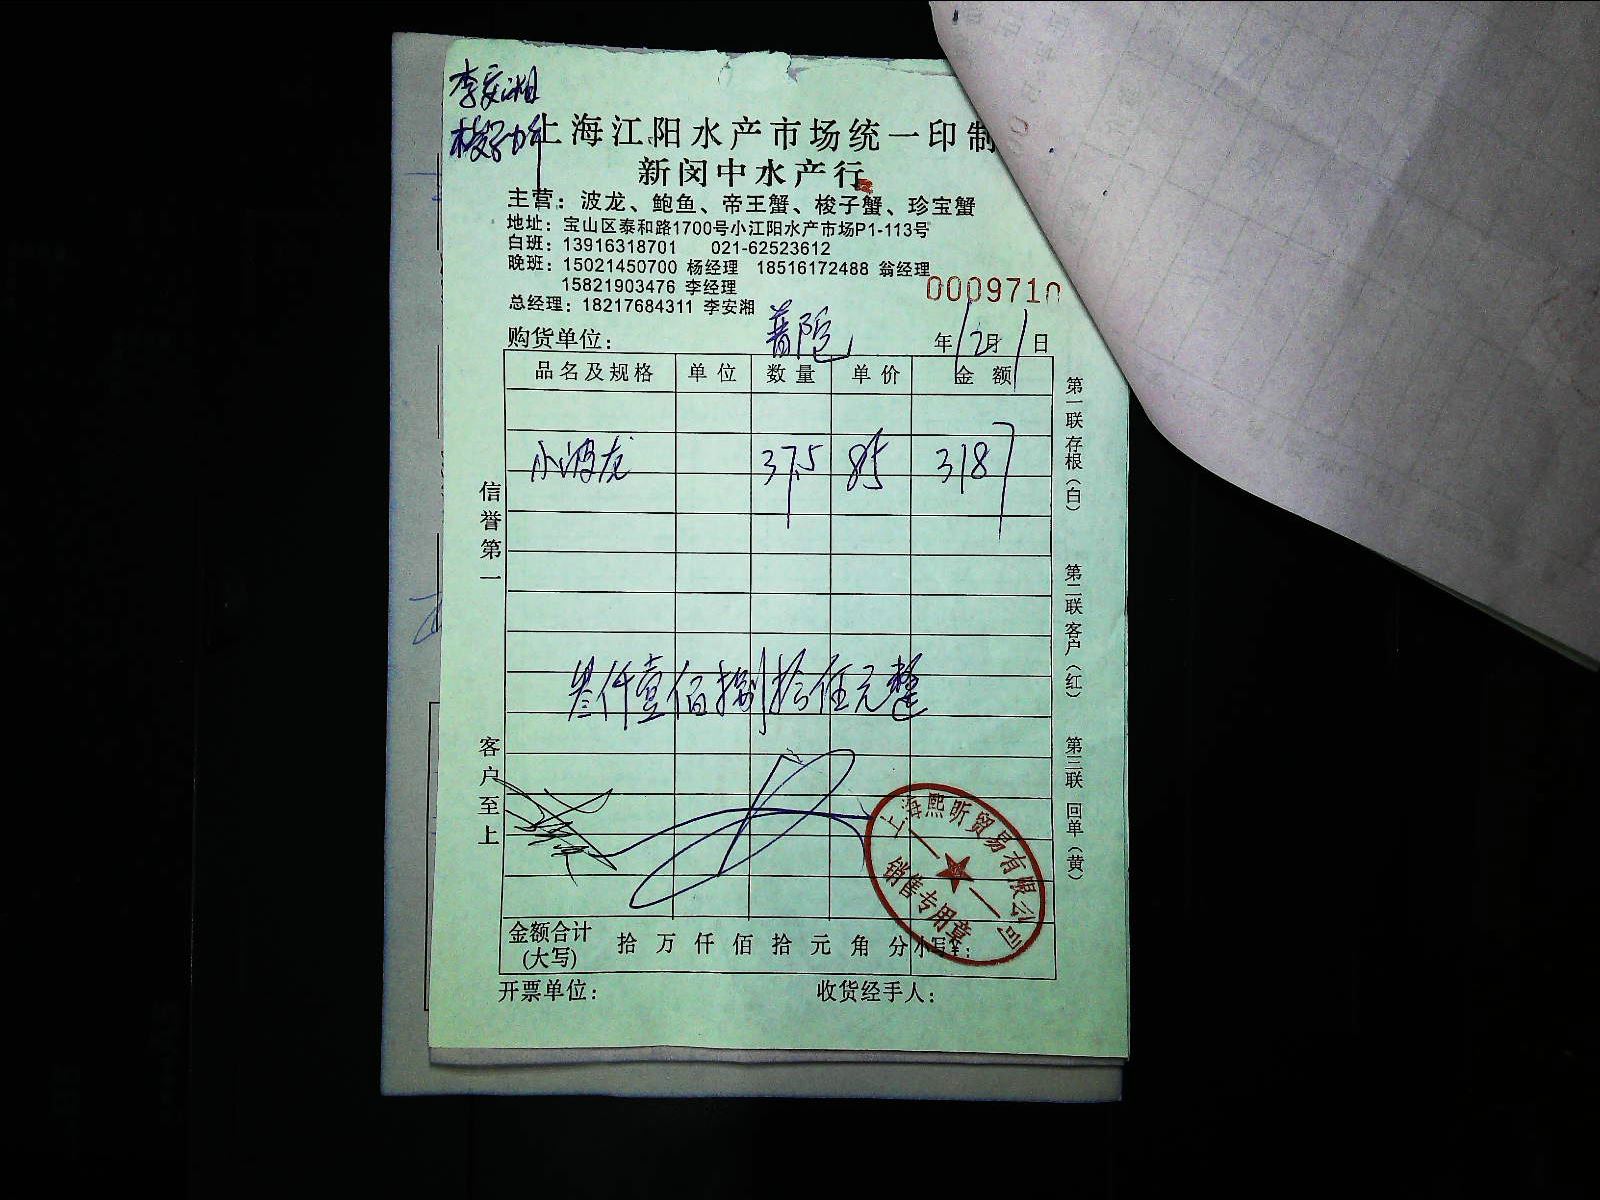 李安湘
梭子蟹
上海江阳水产市场统一印制
新闵中水产行
主营：波龙、鲍鱼、帝王蟹、梭子蟹、珍宝蟹
地址：宝山区泰和路1700号小江阳水产市场P1-113号
白班：13916318701 021-62523612
晚班：15021450700 杨经理 18516172488 翁经理
15821903476 李经理
0009710
总经理：18217684311 李安湘
购货单位： 普陀 年12月1日
品名及规格 单位 数量 单价 金额
小波龙 37.5 85 3187
叁仟壹佰捌拾伍元整
信誉第一
客户至上
第一联 存根（白）
第二联 客户（红）
第三联 回单（黄）
上海熙昕贸易有限公司
销售专用章
金额合计 拾 万 仟 佰 拾 元 角 分 小写￥：
(大写)
开票单位： 收货经手人：